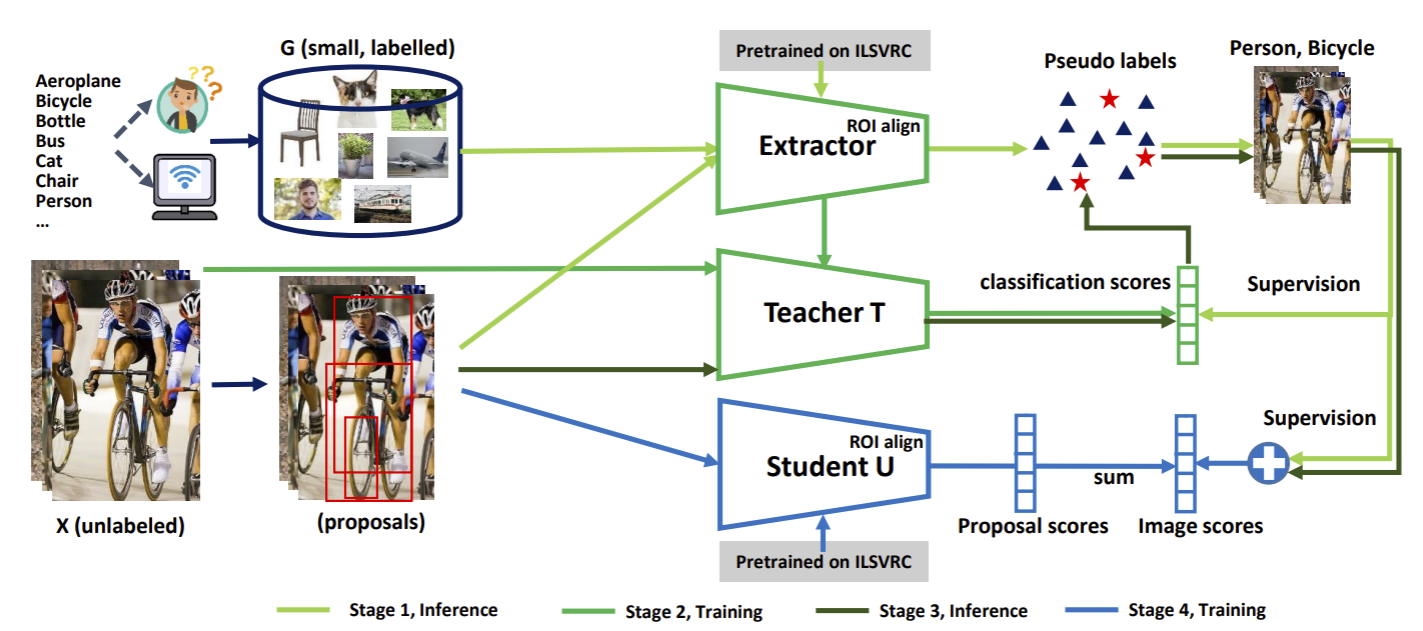 G (small, labelled)
Aeroplane
Bicycle
Bottle
Bus
Cat
Chair
Person
...
???
Pretrained on ILSVRC
ROI align
Extractor
Pseudo labels
Person, Bicycle
Teacher T
classification scores
Supervision
X (unlabeled)
(proposals)
ROI align
Student U
Pretrained on ILSVRC
Proposal scores
sum
Image scores
Supervision
Stage 1, Inference
Stage 2, Training
Stage 3, Inference
Stage 4, Training